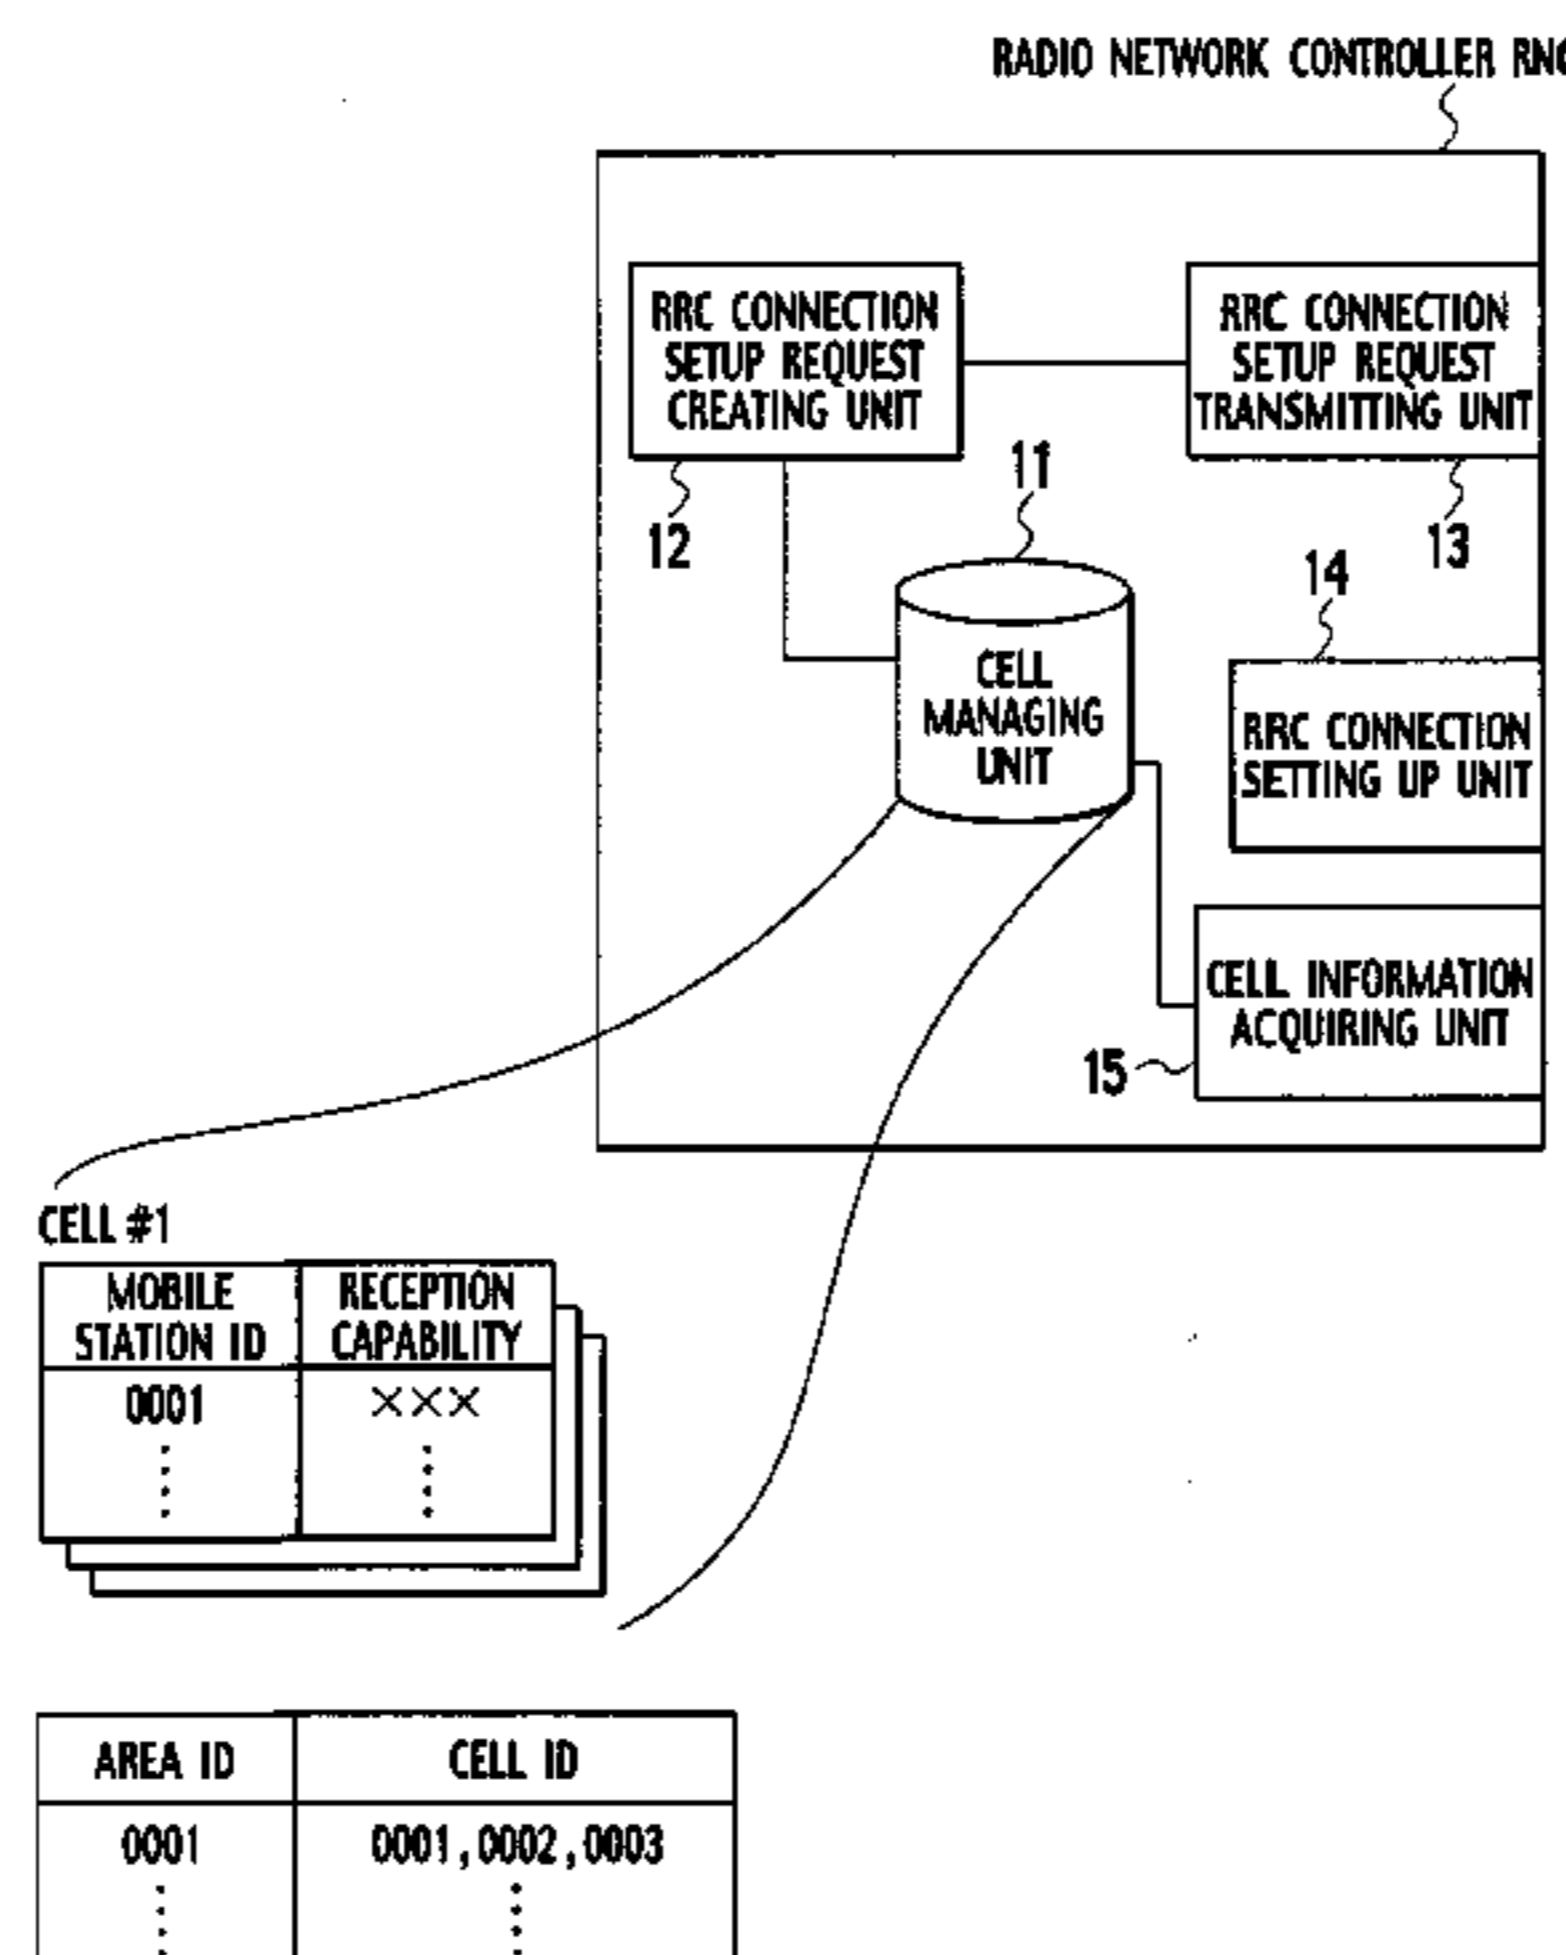 RADIO NETWORK CONTROLLER RNC
RRC CONNECTION
SETUP REQUEST
CREATING UNIT
RRC CONNECTION
SETUP REQUEST
TRANSMITTING UNIT
11
12
13
14
CELL
MANAGING
UNIT
RRC CONNECTION
SETTING UP UNIT
CELL INFORMATION
ACQUIRING UNIT
15
CELL #1
MOBILE
STATION ID
RECEPTION
CAPABILITY
0001
×××
AREA ID
CELL ID
0001
0001,0002,0003